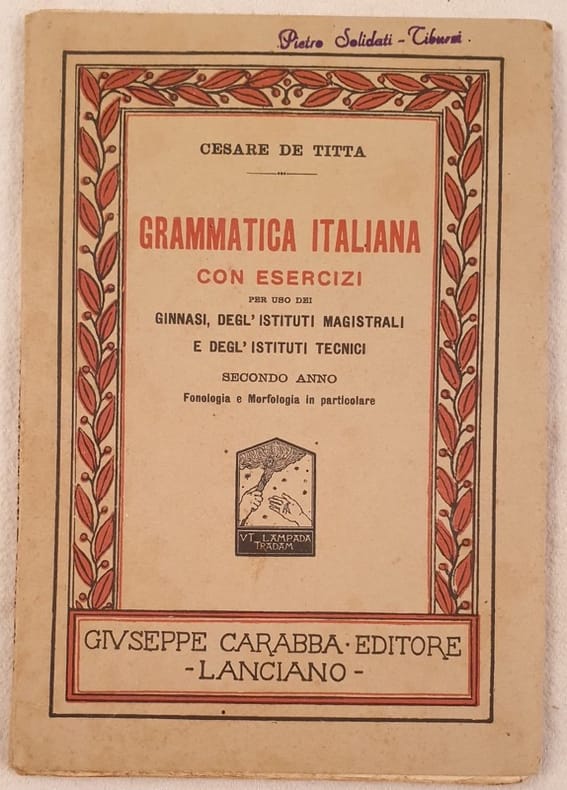 Pietro Solidati - Tiburzi.
CESARE DE TITTA
GRAMMATICA ITALIANA
CON ESERCIZI
PER USO DEI
GINNASI, DEGL' ISTITUTI MAGISTRALI
E DEGL' ISTITUTI TECNICI
SECONDO ANNO
Fonologia e Morfologia in particolare
VT LAMPADA
TRADAM
GIVSEPPE CARABBA·EDITORE
-LANCIANO-